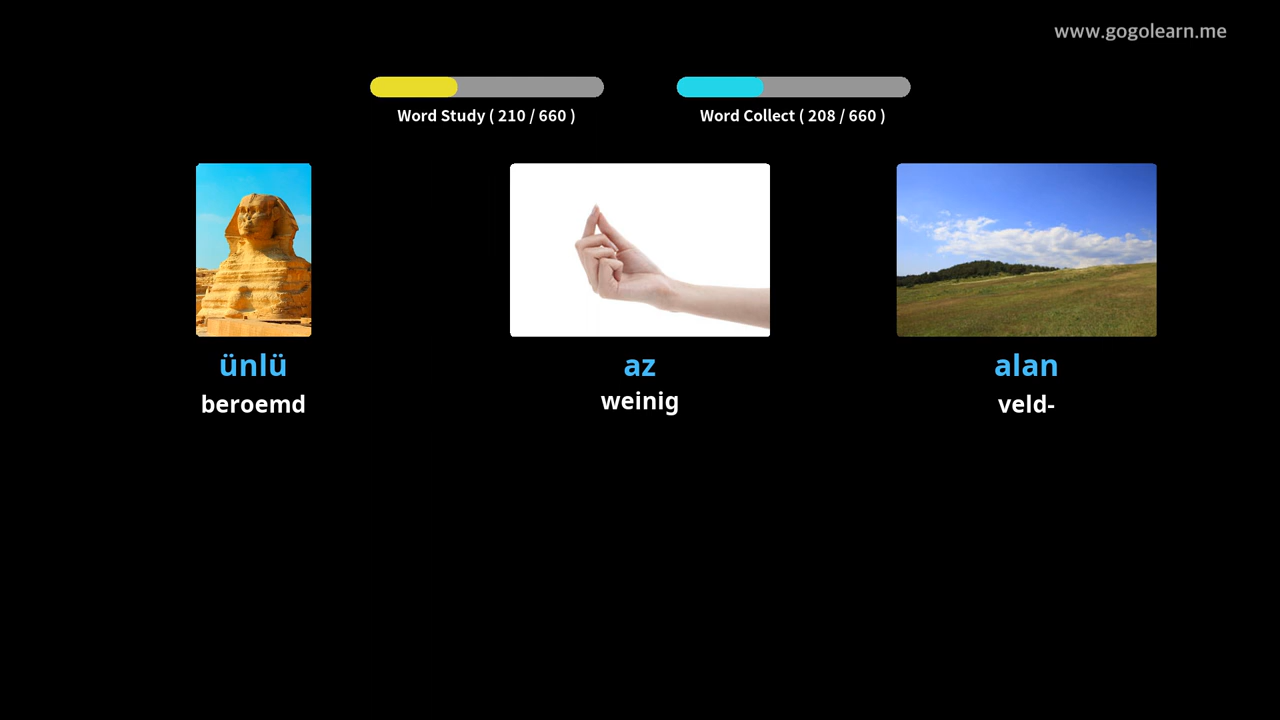 www.gogolearn.me
Word Study ( 210 / 660 )
Word Collect ( 208 / 660 )
ünlü
beroemd
az
weinig
alan
veld-